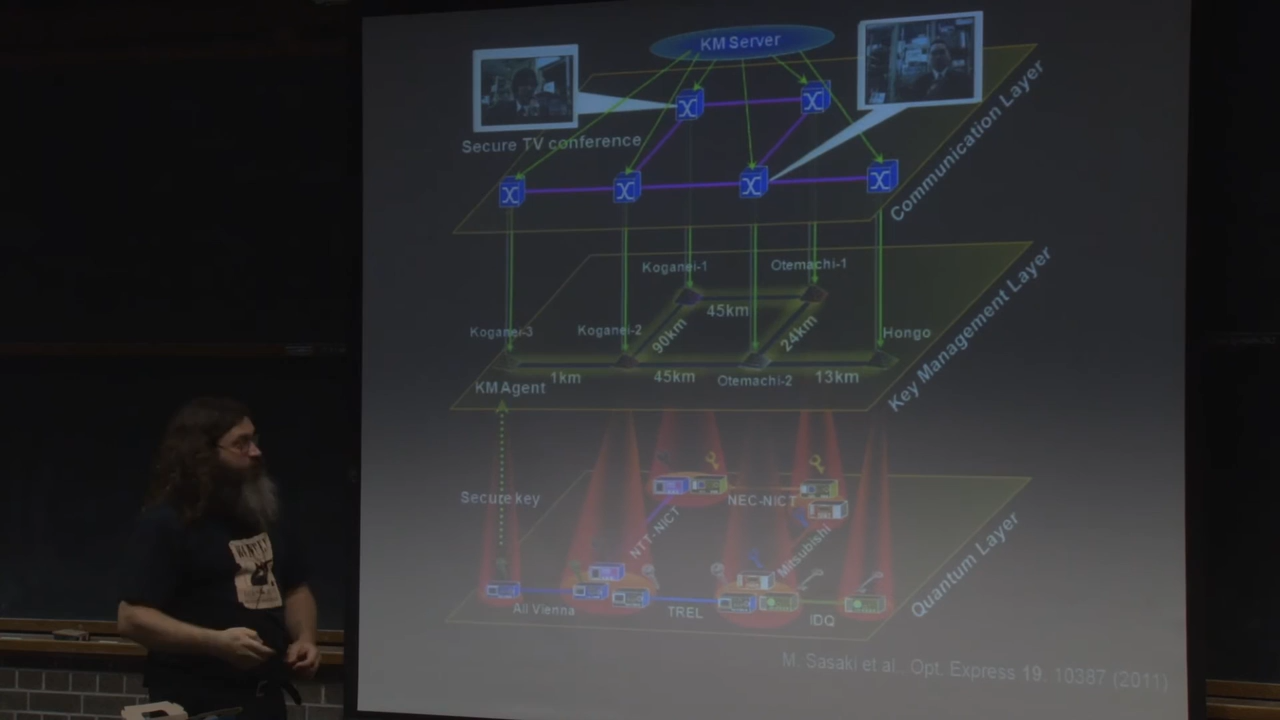 KM Server
Secure TV conference
Communication Layer
Koganei-1
Otemachi-1
45km
90km
24km
Koganei-3
Koganei-2
Hongo
KM Agent
1km
45km
Otemachi-2
13km
Key Management Layer
Secure key
NEC-NICT
NTT-NICT
Mitsubishi
All Vienna
TREL
IDQ
Quantum Layer
M. Sasaki et al., Opt. Express 19, 10387 (2011)